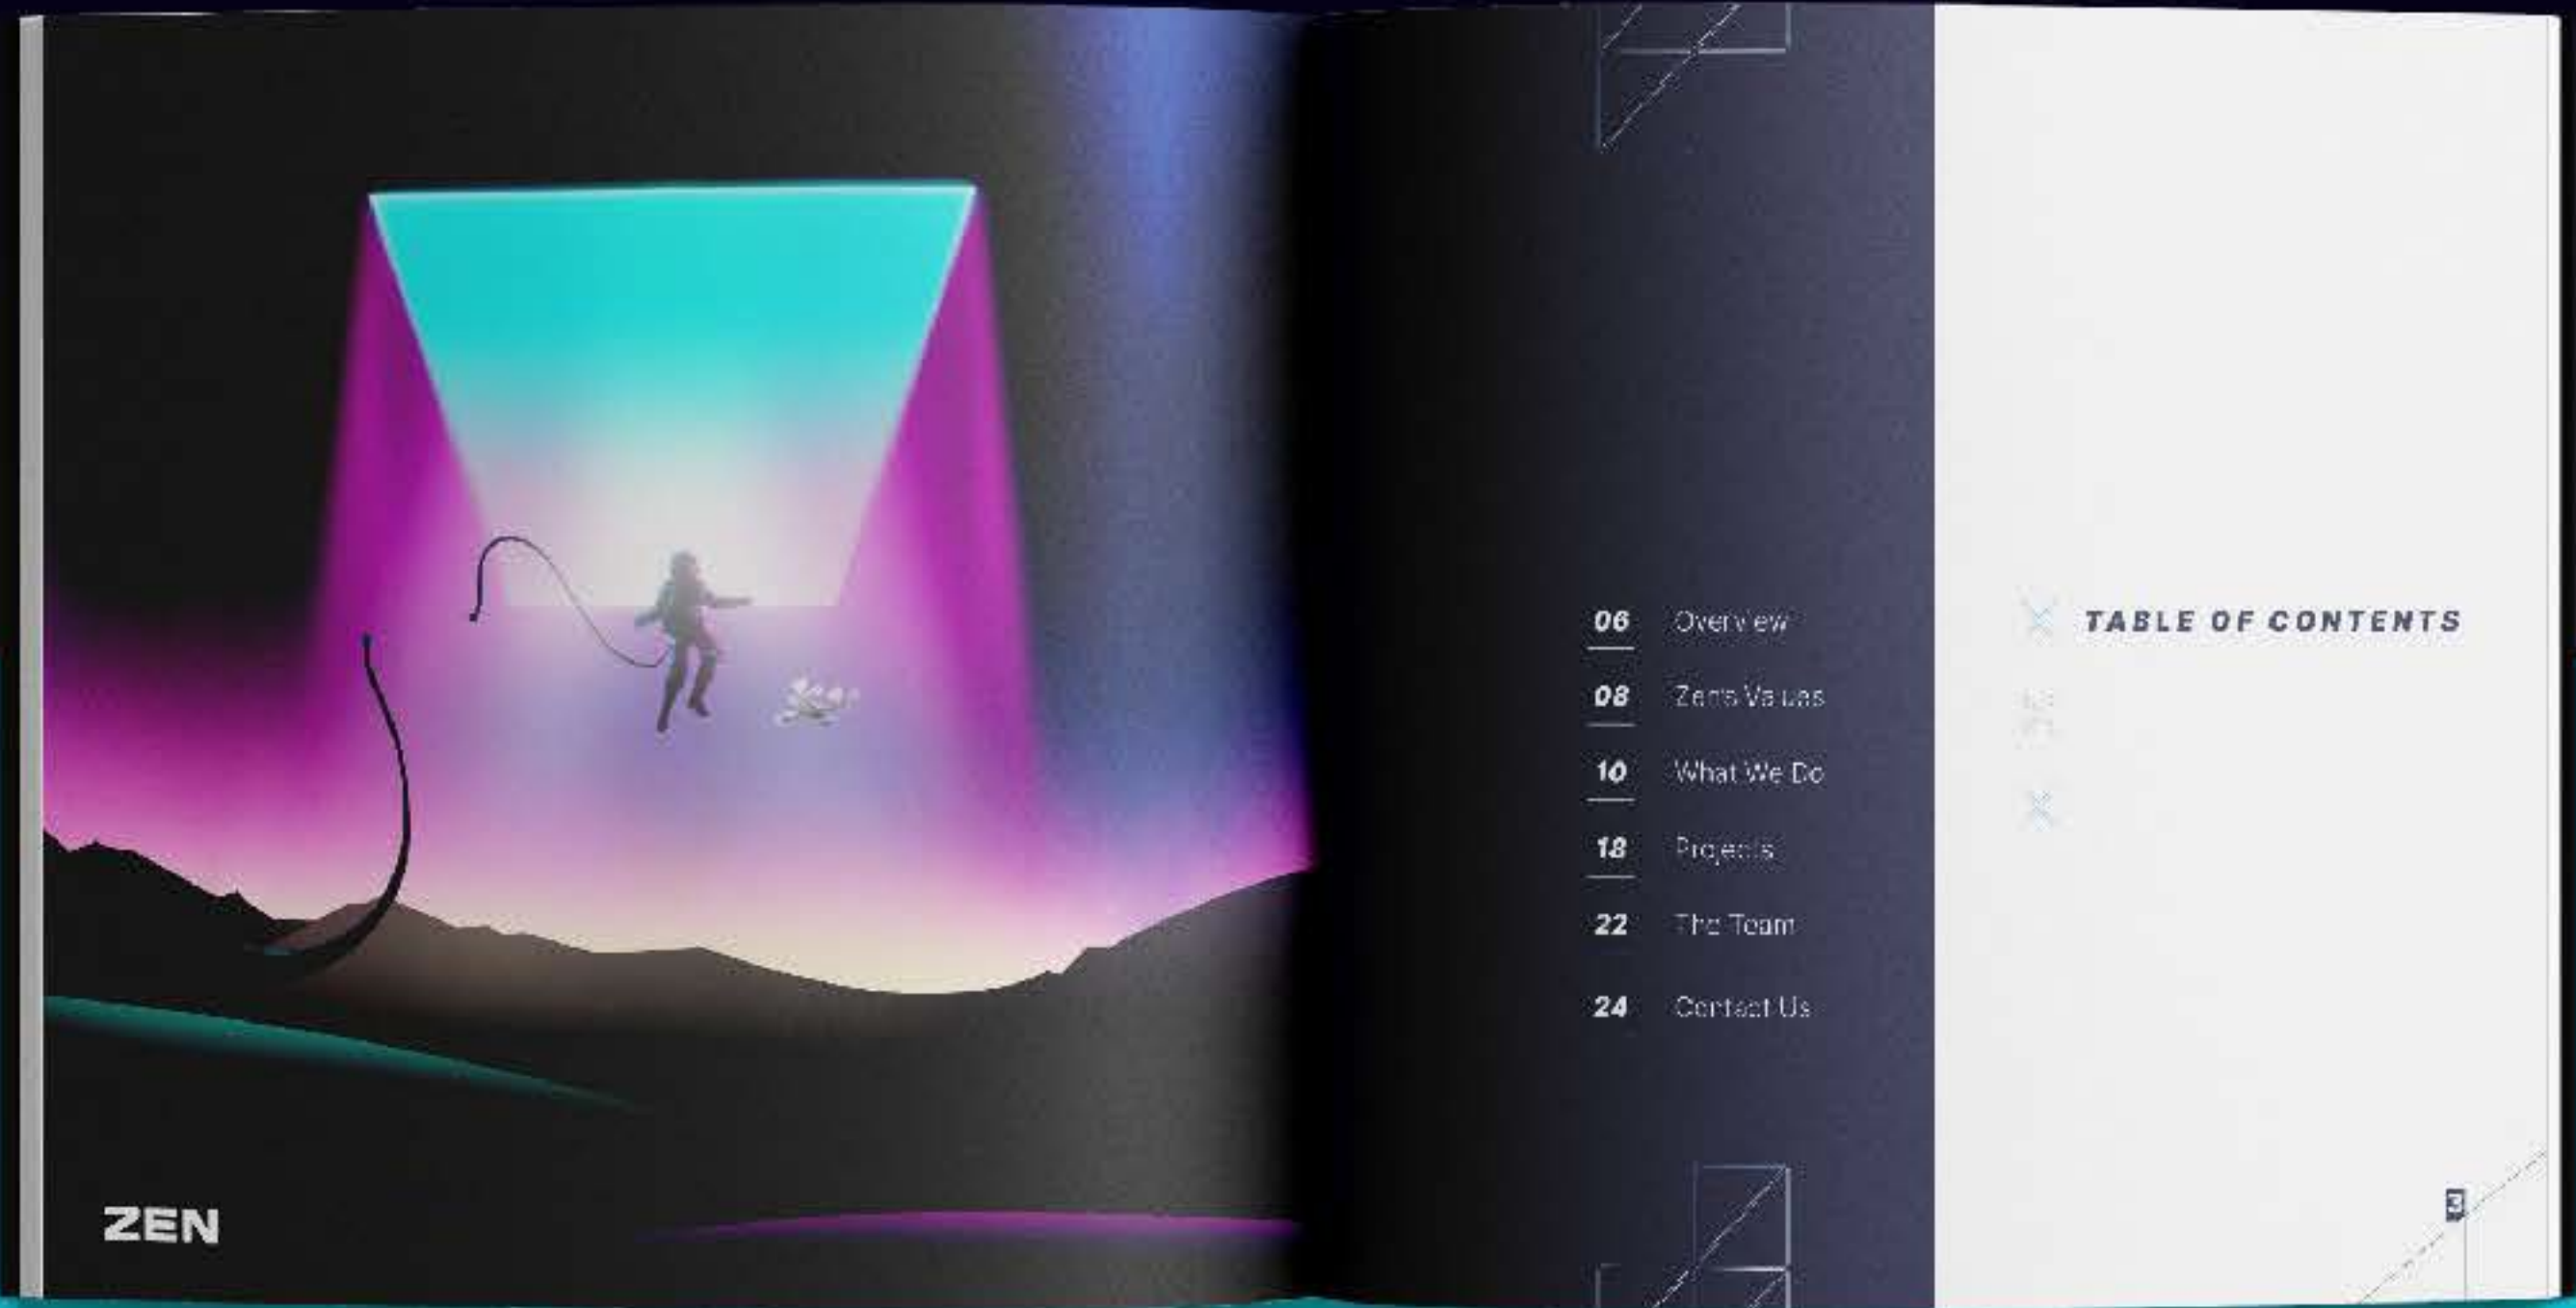 ZEN
06 Overview
08 Zen's Values
10 What We Do
18 Projects
22 The Team
24 Contact Us
TABLE OF CONTENTS
3